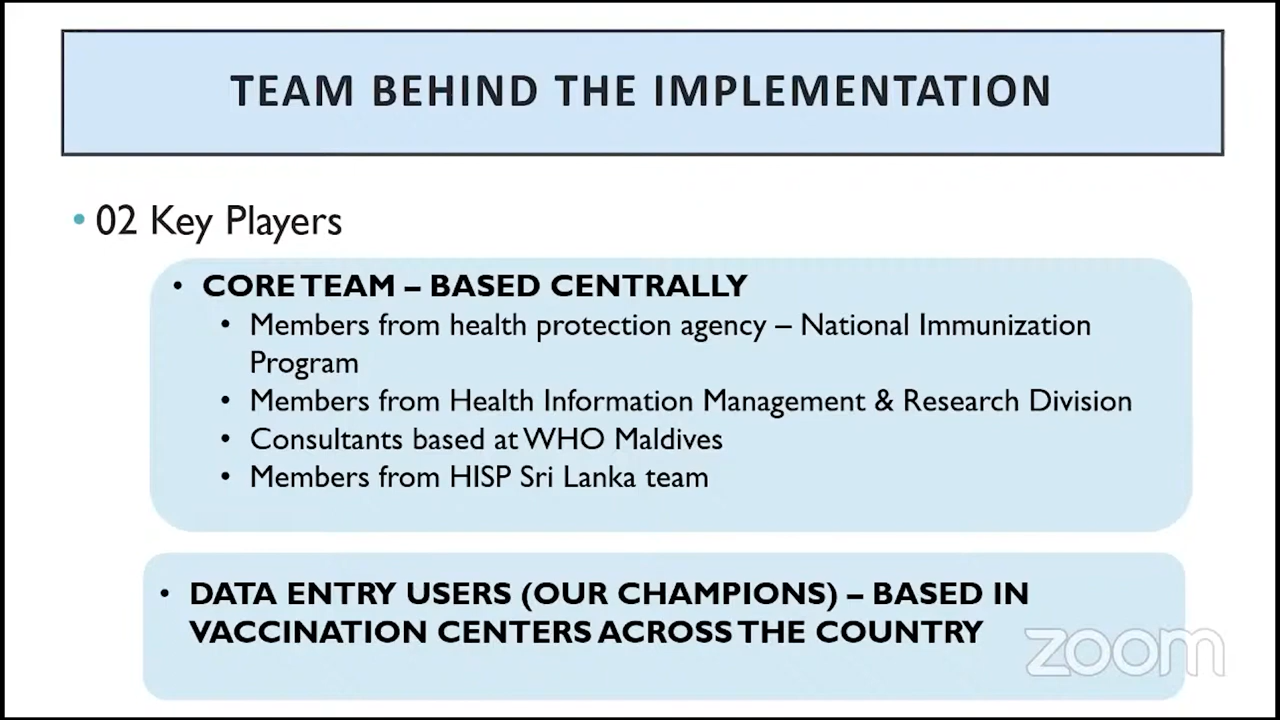 TEAM BEHIND THE IMPLEMENTATION
• 02 Key Players
• CORE TEAM – BASED CENTRALLY
• Members from health protection agency – National Immunization
Program
• Members from Health Information Management & Research Division
• Consultants based at WHO Maldives
• Members from HISP Sri Lanka team
• DATA ENTRY USERS (OUR CHAMPIONS) – BASED IN
VACCINATION CENTERS ACROSS THE COUNTRY
zoom